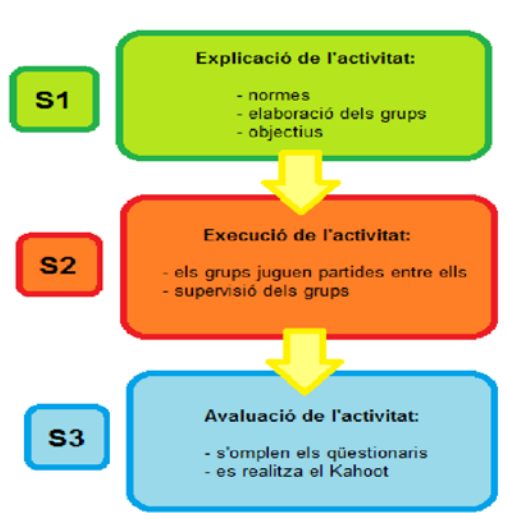 S1
Explicació de l'activitat:
- normes
- elaboració dels grups
- objectius
S2
Execució de l'activitat:
- els grups juguen partides entre ells
- supervisió dels grups
S3
Avaluació de l'activitat:
- s'omplen els qüestionaris
- es realitza el Kahoot